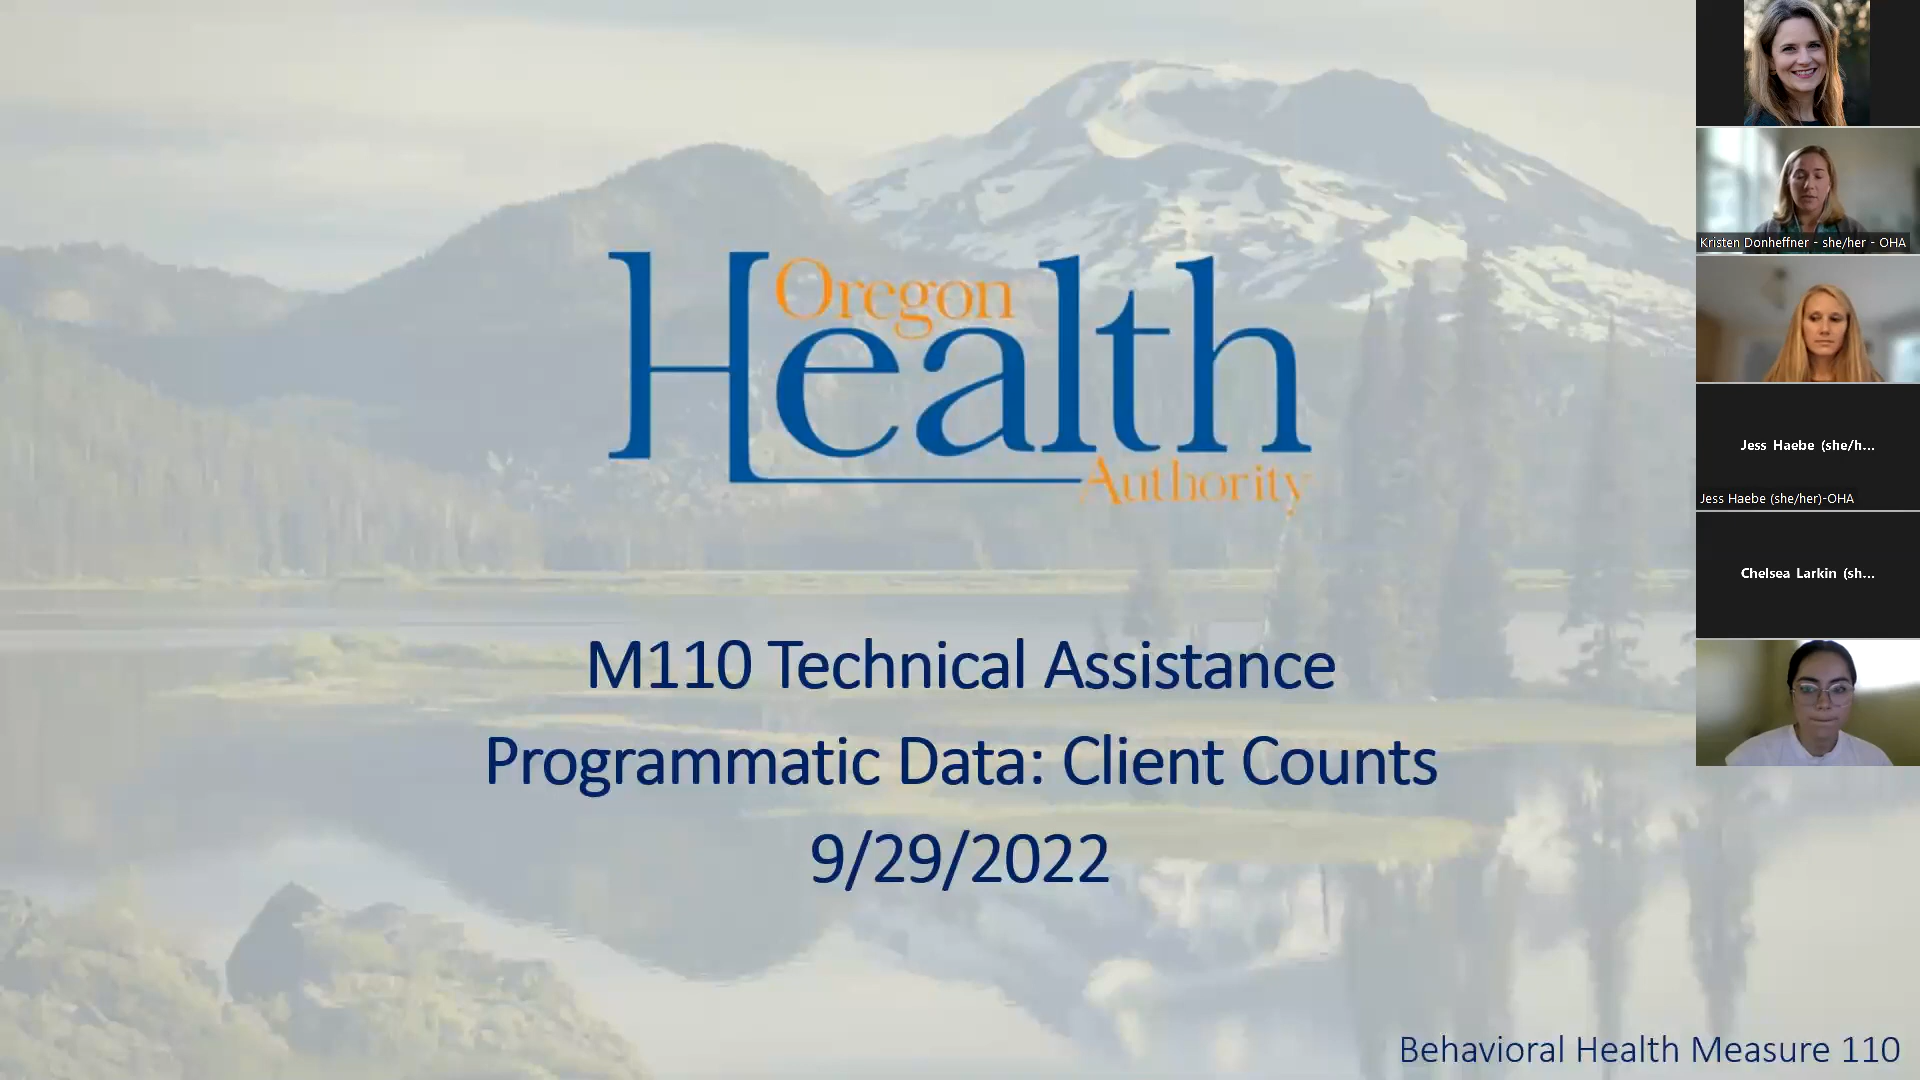 Oregon
Health
Authority
M110 Technical Assistance
Programmatic Data: Client Counts
9/29/2022
Behavioral Health Measure 110
Kristen Donheffner - she/her - OHA
Jess Haebe (she/h...
Jess Haebe (she/her)-OHA
Chelsea Larkin (sh...